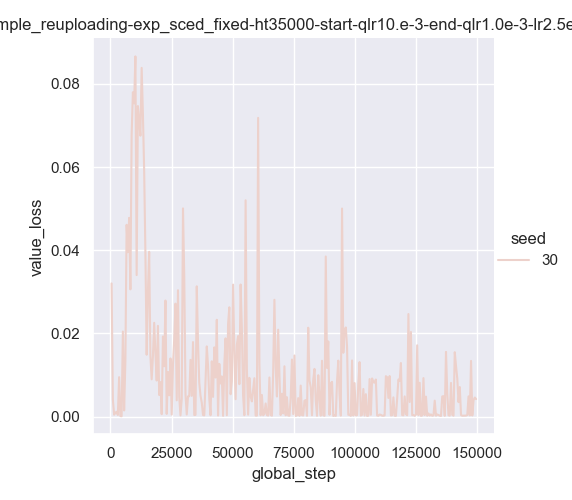 mple_reuploading-exp_sced_fixed-ht35000-start-qlr10.e-3-end-qlr1.0e-3-lr2.5e
0.08
0.06
0.04
0.02
0.00
value_loss
0 25000 50000 75000 100000 125000 150000
global_step
seed
30